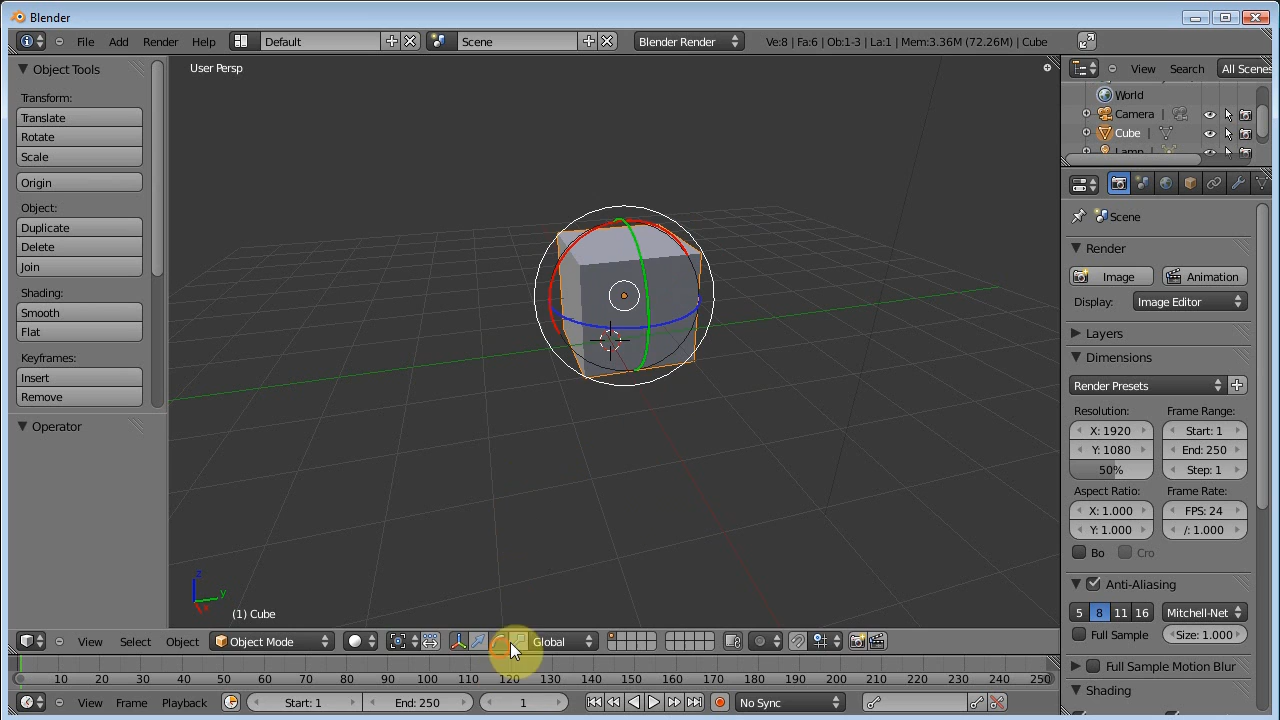 Blender
File Add Render Help Default Scene Blender Render Ve:8 | Fa:6 | Ob:1-3 | La:1 | Mem:3.36M (72.26M) | Cube
Object Tools
Transform:
Translate
Rotate
Scale
Origin
Object:
Duplicate
Delete
Join
Shading:
Smooth
Flat
Keyframes:
Insert
Remove
Operator
User Persp
z
y
x
(1) Cube
View Search All Scenes
World
Camera
Cube
Lamp
Scene
Render
Image Animation
Display: Image Editor
Layers
Dimensions
Render Presets
Resolution: Frame Range:
X: 1920 Start: 1
Y: 1080 End: 250
50% Step: 1
Aspect Ratio: Frame Rate:
X: 1.000 FPS: 24
Y: 1.000 /: 1.000
Bo Cro
Anti-Aliasing
5 8 11 16 Mitchell-Net
Full Sample Size: 1.000
Full Sample Motion Blur
Shading
View Select Object Object Mode Global
10 20 30 40 50 60 70 80 90 100 110 120 130 140 150 160 170 180 190 200 210 220 230 240 250
View Frame Playback Start: 1 End: 250 1 No Sync